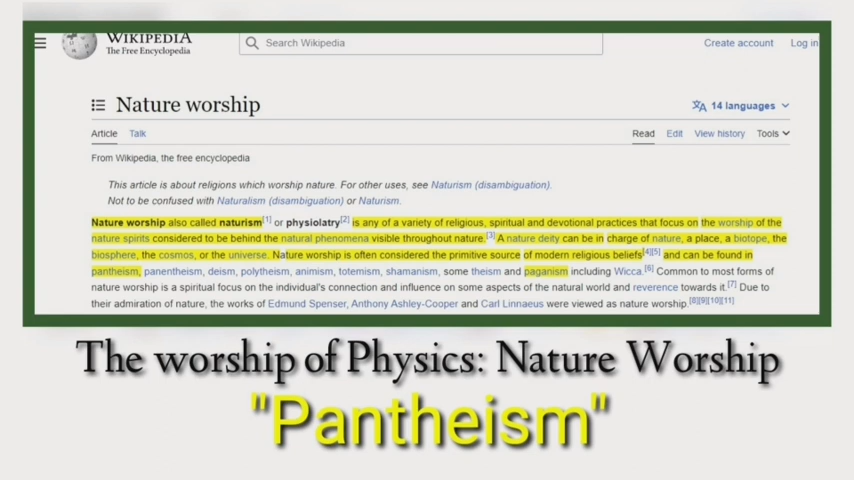 WIKIPEDIA
The Free Encyclopedia
Search Wikipedia
Create account Log in
Nature worship
14 languages
Article Talk
Read Edit View history Tools
From Wikipedia, the free encyclopedia
This article is about religions which worship nature. For other uses, see Naturism (disambiguation).
Not to be confused with Naturalism (disambiguation) or Naturism.
Nature worship also called naturism[1] or physiolatry[2] is any of a variety of religious, spiritual and devotional practices that focus on the worship of the
nature spirits considered to be behind the natural phenomena visible throughout nature.[3] A nature deity can be in charge of nature, a place, a biotope, the
biosphere, the cosmos, or the universe. Nature worship is often considered the primitive source of modern religious beliefs[4][5] and can be found in
pantheism, panentheism, deism, polytheism, animism, totemism, shamanism, some theism and paganism including Wicca.[6] Common to most forms of
nature worship is a spiritual focus on the individual's connection and influence on some aspects of the natural world and reverence towards it.[7] Due to
their admiration of nature, the works of Edmund Spenser, Anthony Ashley-Cooper and Carl Linnaeus were viewed as nature worship.[8][9][10][11]
The worship of Physics: Nature Worship
"Pantheism"